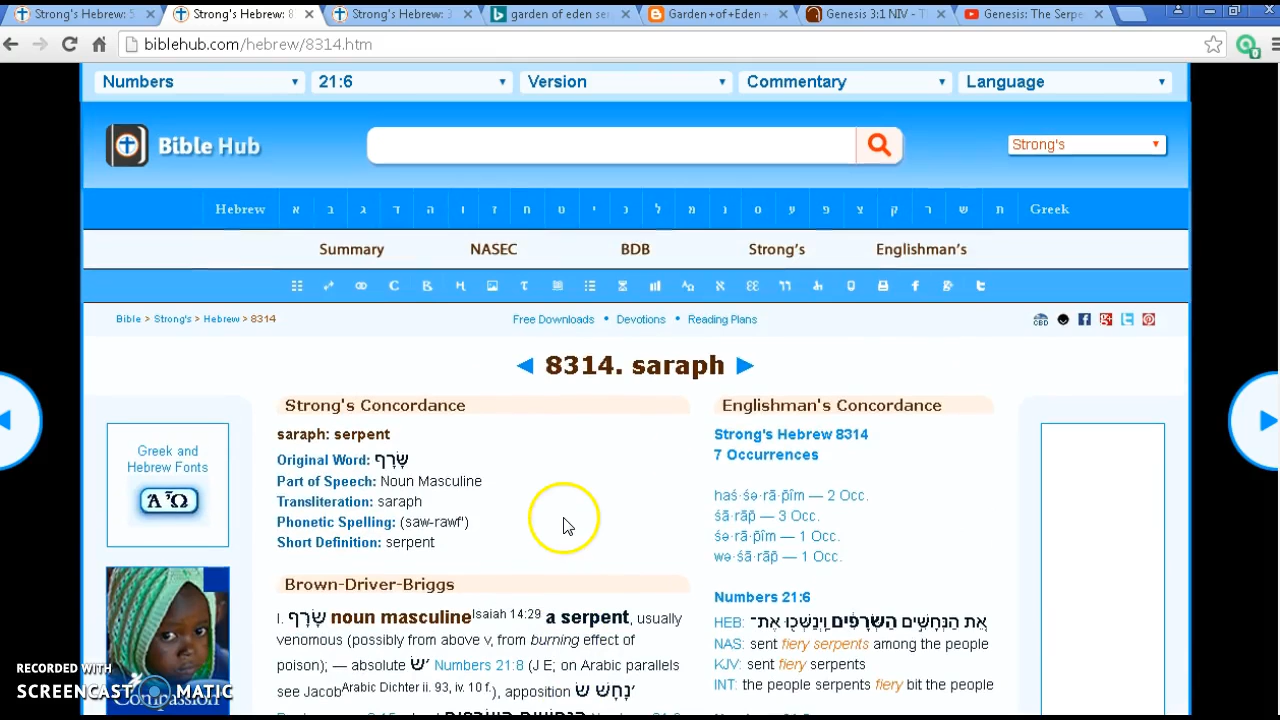 Strong's Hebrew: 5
Strong's Hebrew: 8
Strong's Hebrew: 3
garden of eden se
Garden+of+Eden
Genesis 3:1 NIV - T
Genesis: The Serpe
biblehub.com/hebrew/8314.htm
Numbers 21:6 Version Commentary Language
Bible Hub
Strong's
Hebrew א ב ג ד ה ו ז ח ט י כ ל מ נ ס ע פ צ ק ר ש ת Greek
Summary NASEC BDB Strong's Englishman's
Bible > Strong's > Hebrew > 8314
Free Downloads • Devotions • Reading Plans
8314. saraph
Greek and
Hebrew Fonts
Strong's Concordance
saraph: serpent
Original Word: שָׂרָף
Part of Speech: Noun Masculine
Transliteration: saraph
Phonetic Spelling: (saw-rawf')
Short Definition: serpent
Brown-Driver-Briggs
I. שָׂרָף noun masculine Isaiah 14:29 a serpent, usually
venomous (possibly from above v, from burning effect of
poison); — absolute שׂ׳ Numbers 21:8 (J E; on Arabic parallels
see Jacob Arabic Dichter ii. 93, iv. 10 f.), apposition נָחָשׁ שׂ׳
Englishman's Concordance
Strong's Hebrew 8314
7 Occurrences
haś·śə·rā·p̄îm — 2 Occ.
śā·rāp̄ — 3 Occ.
śə·rā·p̄îm — 1 Occ.
wə·śā·rāp̄ — 1 Occ.
Numbers 21:6
HEB: אֵ֚ת הַנְּחָשִׁ֣ים הַשְּׂרָפִ֔ים וַֽיְנַשְּׁכ֖וּ אֶת־
NAS: sent fiery serpents among the people
KJV: sent fiery serpents
INT: the people serpents fiery bit the people
Compassion
RECORDED WITH
SCREENCAST MATIC